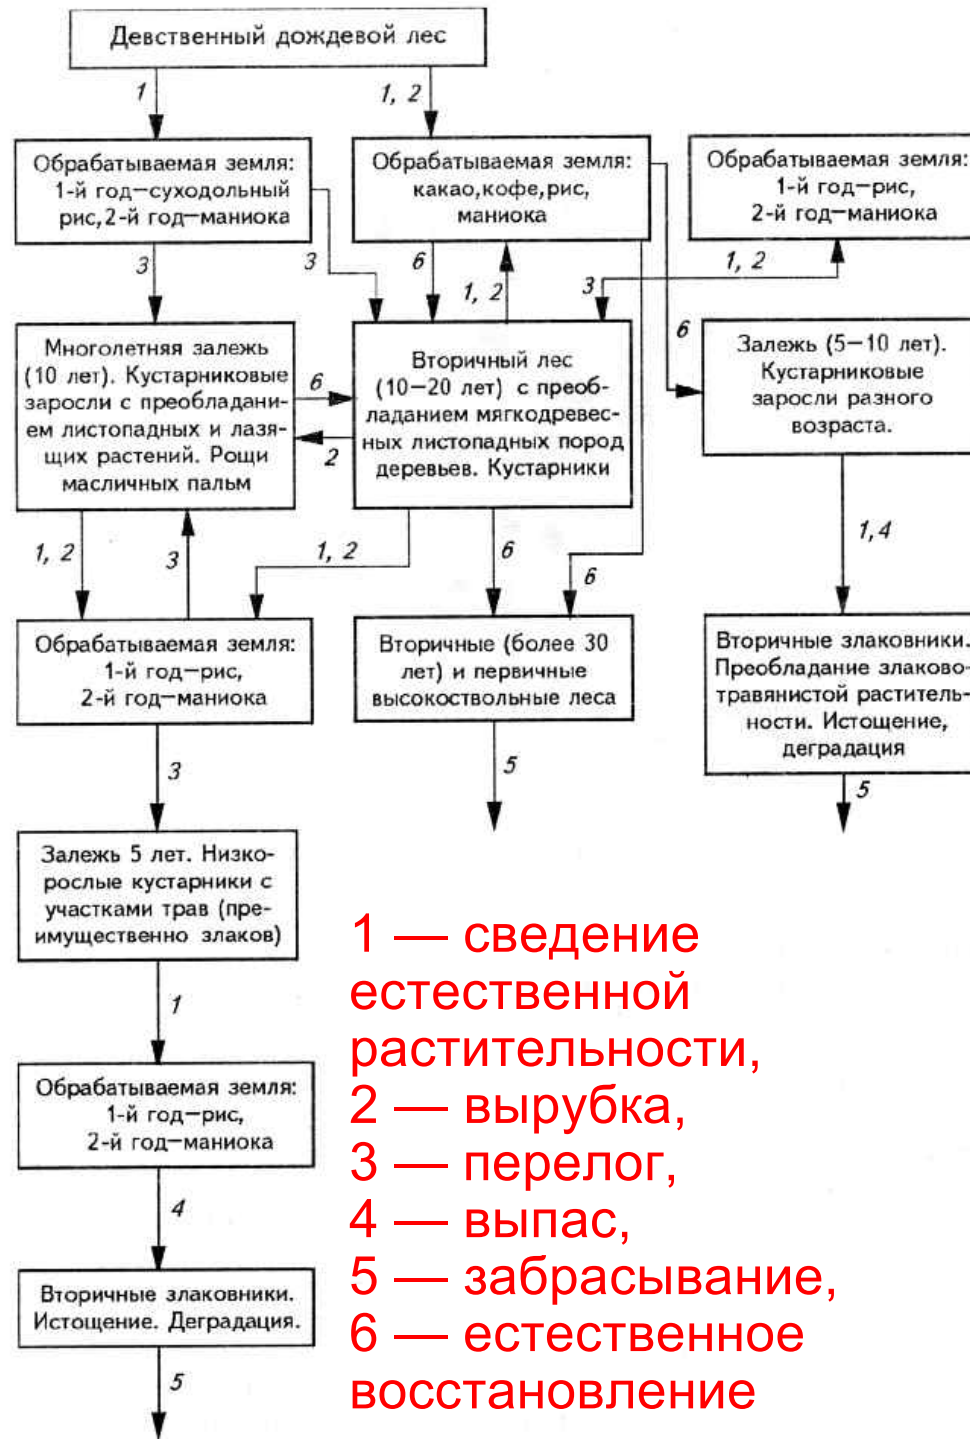 Девственный дождевой лес
1
1, 2
Обрабатываемая земля:
1-й год—суходольный
рис, 2-й год—маниока
Обрабатываемая земля:
какао, кофе, рис,
маниока
Обрабатываемая земля:
1-й год—рис,
2-й год—маниока
3
3
6
1, 2
3
1, 2
6
Многолетняя залежь
(10 лет). Кустарниковые
заросли с преобладани-
ем листопадных и лазя-
щих растений. Рощи
масличных пальм
6
2
Вторичный лес
(10—20 лет) с преоб-
ладанием мягкодревес-
ных листопадных пород
деревьев. Кустарники
Залежь (5—10 лет).
Кустарниковые
заросли разного
возраста.
1, 2
3
1, 2
6
6
1,4
Обрабатываемая земля:
1-й год—рис,
2-й год—маниока
Вторичные (более 30
лет) и первичные
высокоствольные леса
Вторичные злаковники.
Преобладание злаково-
травянистой раститель-
ности. Истощение,
деградация
3
5
5
Залежь 5 лет. Низко-
рослые кустарники с
участками трав (пре-
имущественно злаков)
1
Обрабатываемая земля:
1-й год—рис,
2-й год—маниока
4
Вторичные злаковники.
Истощение. Деградация.
5
1 — сведение
естественной
растительности,
2 — вырубка,
3 — перелог,
4 — выпас,
5 — забрасывание,
6 — естественное
восстановление